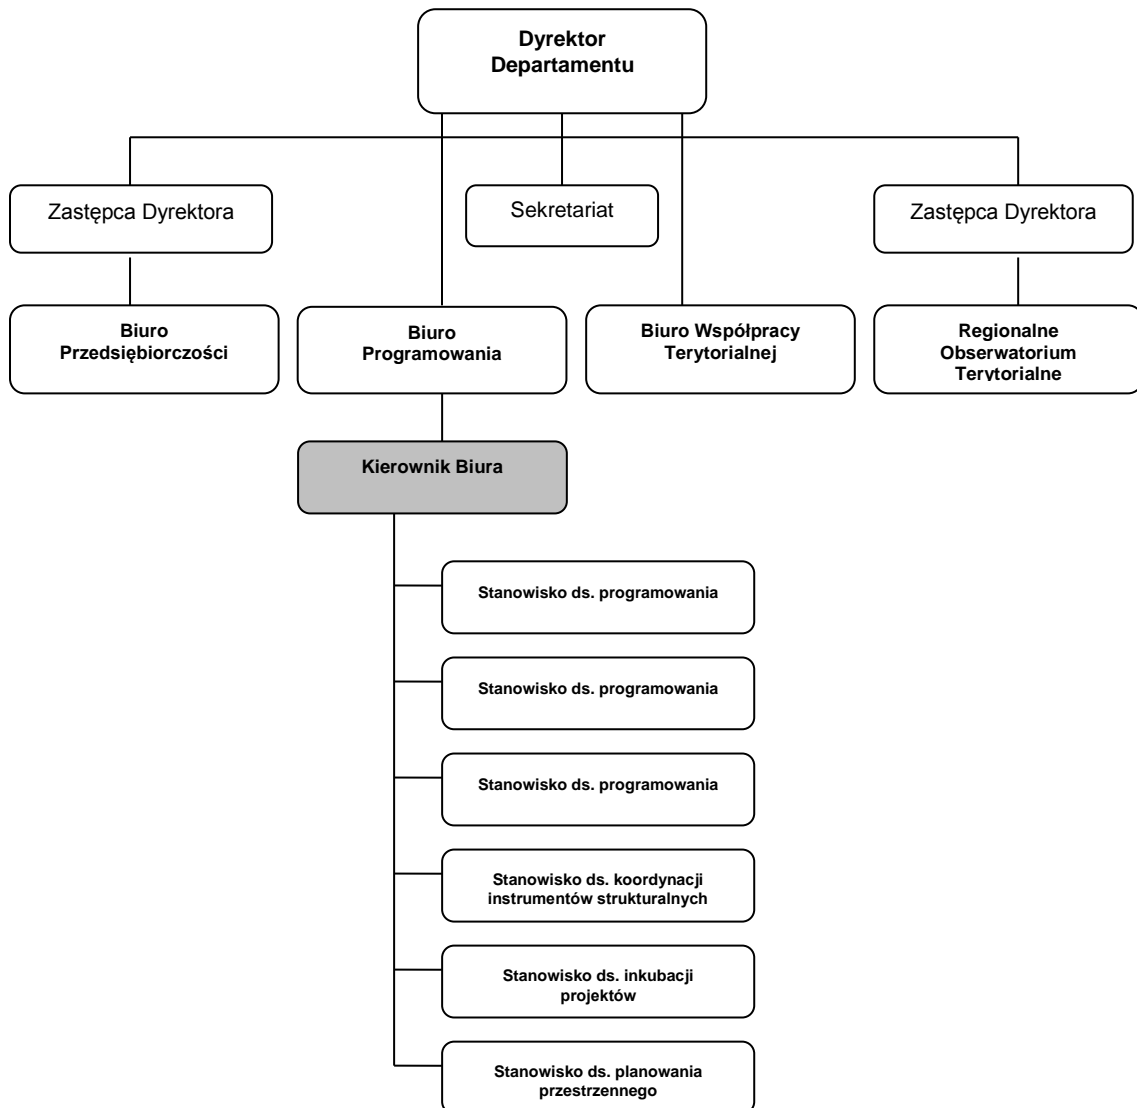 Dyrektor
Departamentu
Zastępca Dyrektora
Sekretariat
Zastępca Dyrektora
Biuro
Przedsiębiorczości
Biuro
Programowania
Biuro Współpracy
Terytorialnej
Regionalne
Obserwatorium
Terytorialne
Kierownik Biura
Stanowisko ds. programowania
Stanowisko ds. programowania
Stanowisko ds. programowania
Stanowisko ds. koordynacji
instrumentów strukturalnych
Stanowisko ds. inkubacji
projektów
Stanowisko ds. planowania
przestrzennego